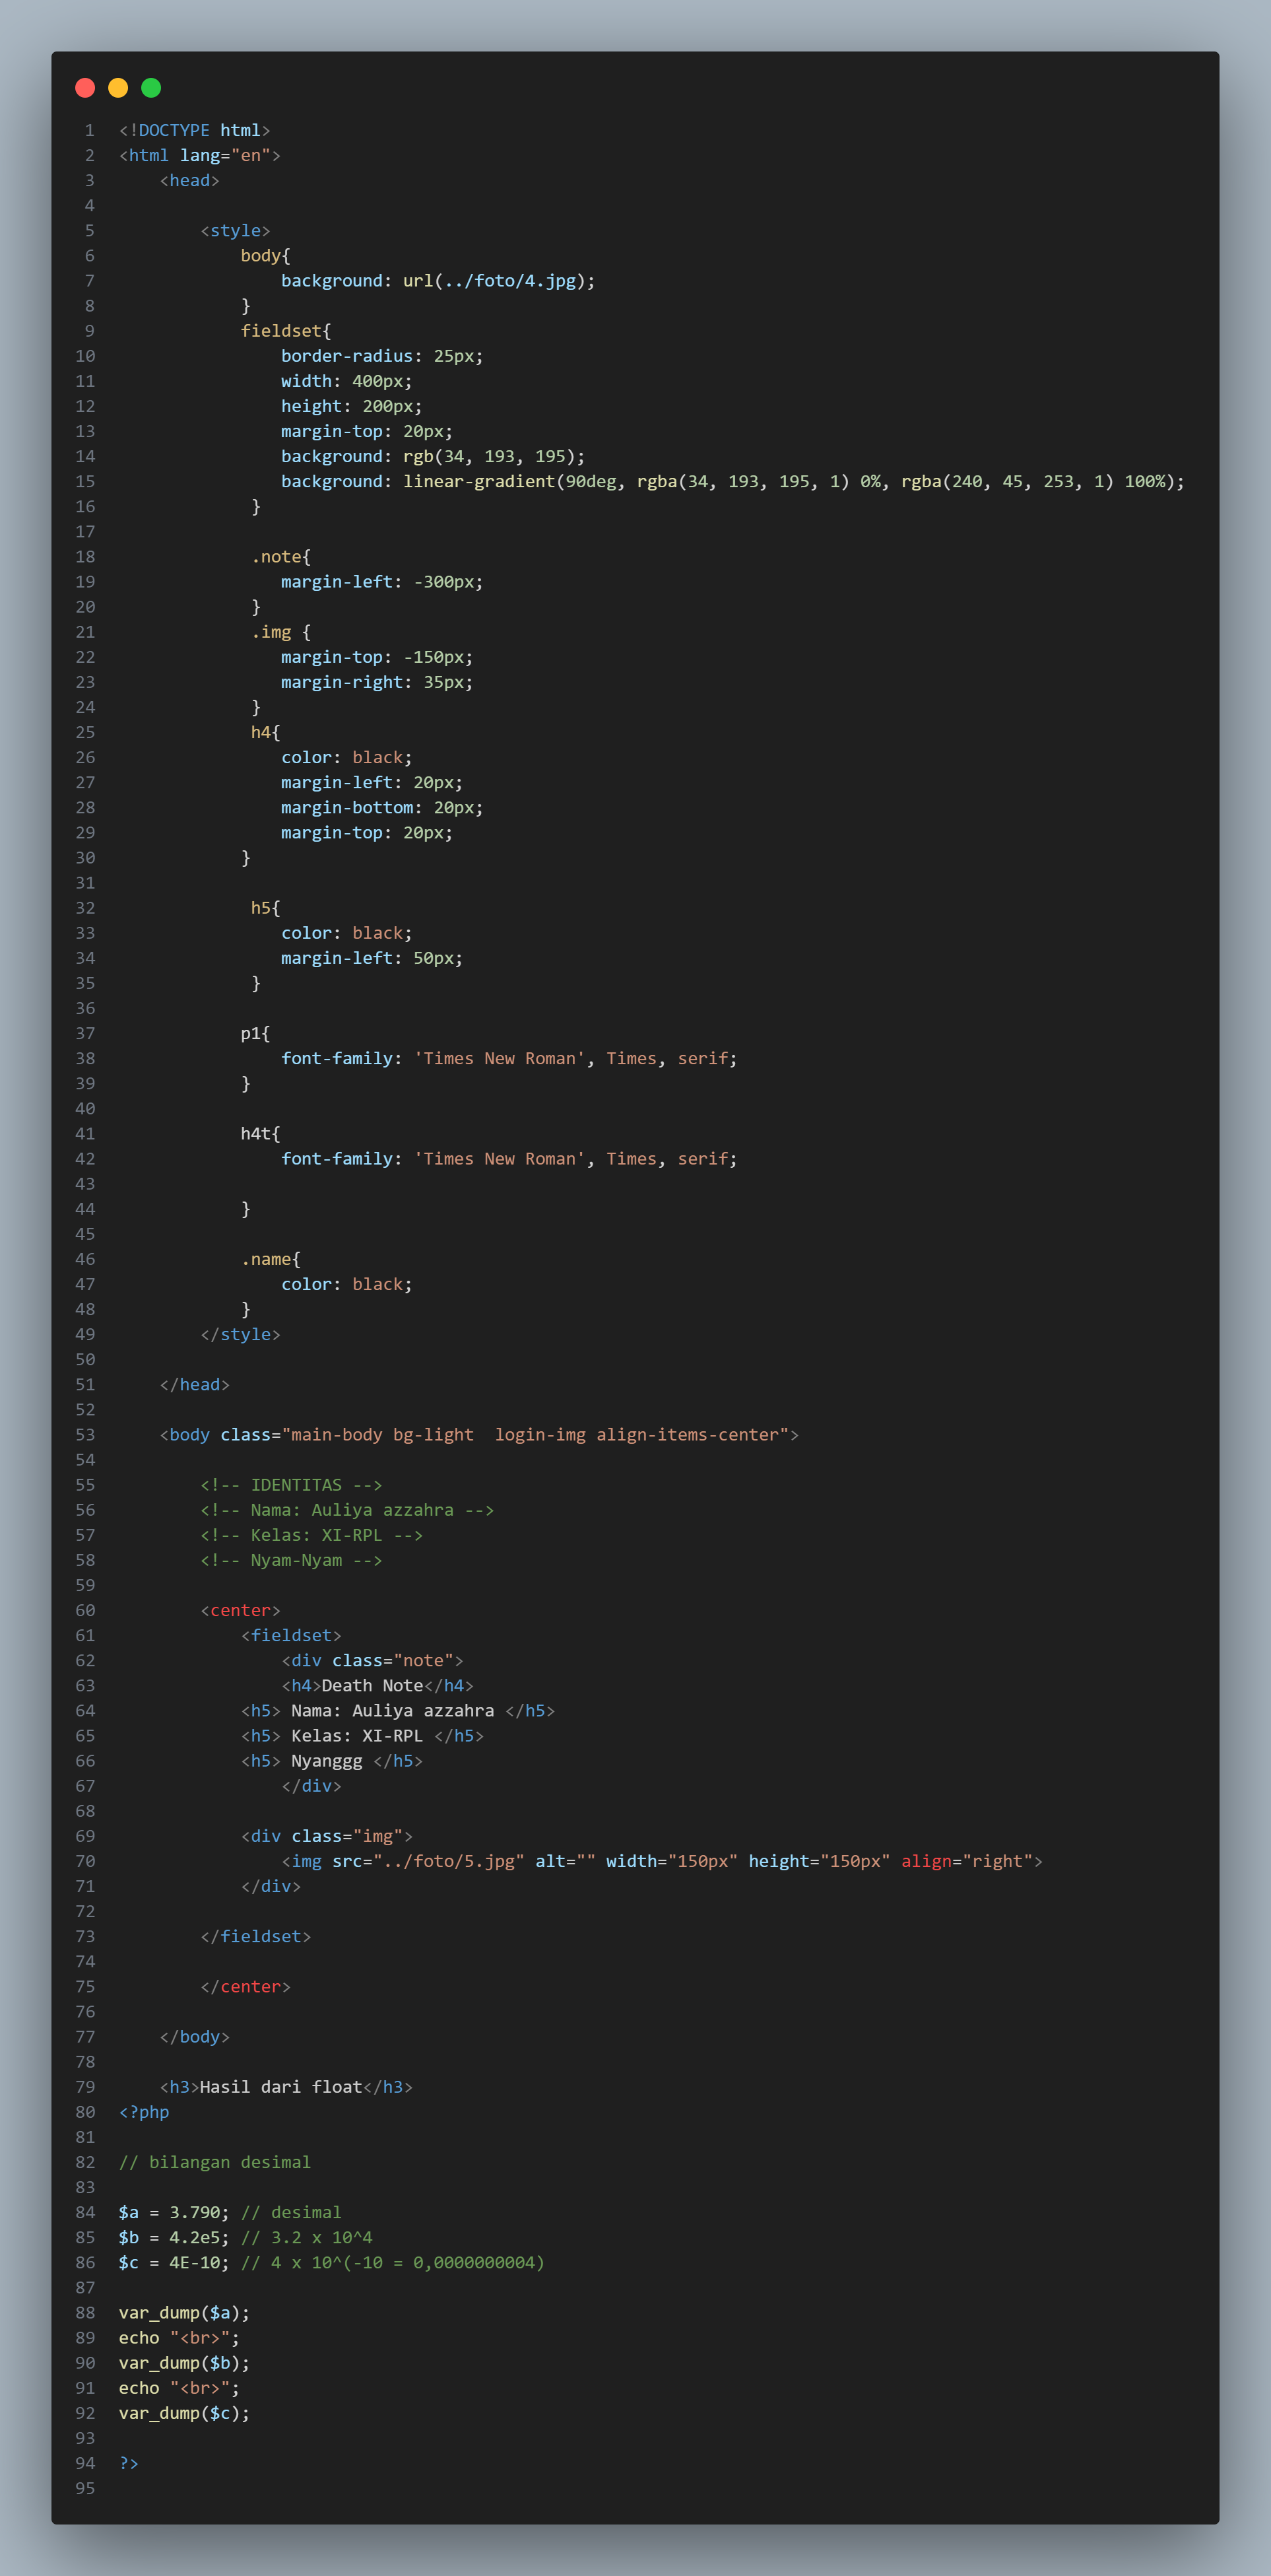 1 <!DOCTYPE html>
2 <html lang="en">
3     <head>
4
5         <style>
6             body{
7                 background: url(../foto/4.jpg);
8             }
9             fieldset{
10                 border-radius: 25px;
11                 width: 400px;
12                 height: 200px;
13                 margin-top: 20px;
14                 background: rgb(34, 193, 195);
15                 background: linear-gradient(90deg, rgba(34, 193, 195, 1) 0%, rgba(240, 45, 253, 1) 100%);
16              }
17
18              .note{
19                 margin-left: -300px;
20              }
21              .img {
22                 margin-top: -150px;
23                 margin-right: 35px;
24              }
25              h4{
26                 color: black;
27                 margin-left: 20px;
28                 margin-bottom: 20px;
29                 margin-top: 20px;
30             }
31
32              h5{
33                 color: black;
34                 margin-left: 50px;
35              }
36
37             p1{
38                 font-family: 'Times New Roman', Times, serif;
39             }
40
41             h4t{
42                 font-family: 'Times New Roman', Times, serif;
43
44             }
45
46             .name{
47                 color: black;
48             }
49         </style>
50
51     </head>
52
53     <body class="main-body bg-light  login-img align-items-center">
54
55         <!-- IDENTITAS -->
56         <!-- Nama: Auliya azzahra -->
57         <!-- Kelas: XI-RPL -->
58         <!-- Nyam-Nyam -->
59
60         <center>
61             <fieldset>
62                 <div class="note">
63                 <h4>Death Note</h4>
64             <h5> Nama: Auliya azzahra </h5>
65             <h5> Kelas: XI-RPL </h5>
66             <h5> Nyanggg </h5>
67                 </div>
68
69             <div class="img">
70                 <img src="../foto/5.jpg" alt="" width="150px" height="150px" align="right">
71             </div>
72
73         </fieldset>
74
75         </center>
76
77     </body>
78
79     <h3>Hasil dari float</h3>
80 <?php
81
82 // bilangan desimal
83
84 $a = 3.790; // desimal
85 $b = 4.2e5; // 3.2 x 10^4
86 $c = 4E-10; // 4 x 10^(-10 = 0,0000000004)
87
88 var_dump($a);
89 echo "<br>";
90 var_dump($b);
91 echo "<br>";
92 var_dump($c);
93
94 ?>
95